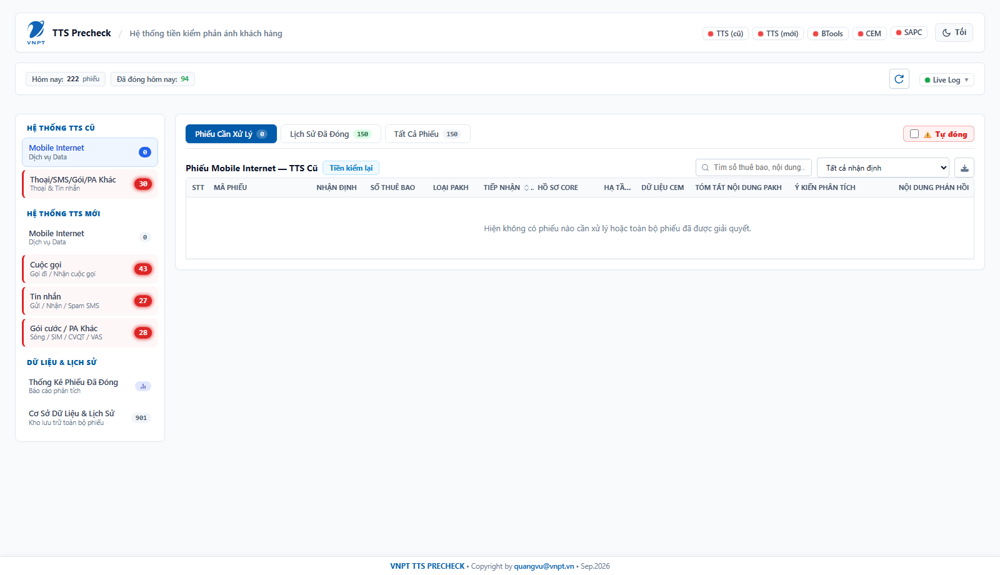 VNPT
TTS Precheck / Hệ thống tiền kiểm phản ánh khách hàng
TTS (cũ) TTS (mới) BTools CEM SAPC Tối
Hôm nay: 222 phiếu Đã đóng hôm nay: 94
Live Log ▾
HỆ THỐNG TTS CŨ
Mobile Internet 0
Dịch vụ Data
Thoại/SMS/Gói/PA Khác 30
Thoại & Tin nhắn
HỆ THỐNG TTS MỚI
Mobile Internet 0
Dịch vụ Data
Cuộc gọi 43
Gọi đi / Nhận cuộc gọi
Tin nhắn 27
Gửi / Nhận / Spam SMS
Gói cước / PA Khác 28
Sóng / SIM / CVQT / VAS
DỮ LIỆU & LỊCH SỬ
Thống Kê Phiếu Đã Đóng
Báo cáo phân tích
Cơ Sở Dữ Liệu & Lịch Sử 901
Kho lưu trữ toàn bộ phiếu
Phiếu Cần Xử Lý 0 Lịch Sử Đã Đóng 150 Tất Cả Phiếu 150
Tự đóng
Phiếu Mobile Internet — TTS Cũ Tiền kiểm lại
Tìm số thuê bao, nội dung.. Tất cả nhận định
STT MÃ PHIẾU NHẬN ĐỊNH SỐ THUÊ BAO LOẠI PAKH TIẾP NHẬN .. HỒ SƠ CORE HẠ TẦ... DỮ LIỆU CEM TÓM TẮT NỘI DUNG PAKH Ý KIẾN PHÂN TÍCH NỘI DUNG PHẢN HỒI
Hiện không có phiếu nào cần xử lý hoặc toàn bộ phiếu đã được giải quyết.
VNPT TTS PRECHECK • Copyright by quangvu@vnpt.vn • Sep.2026